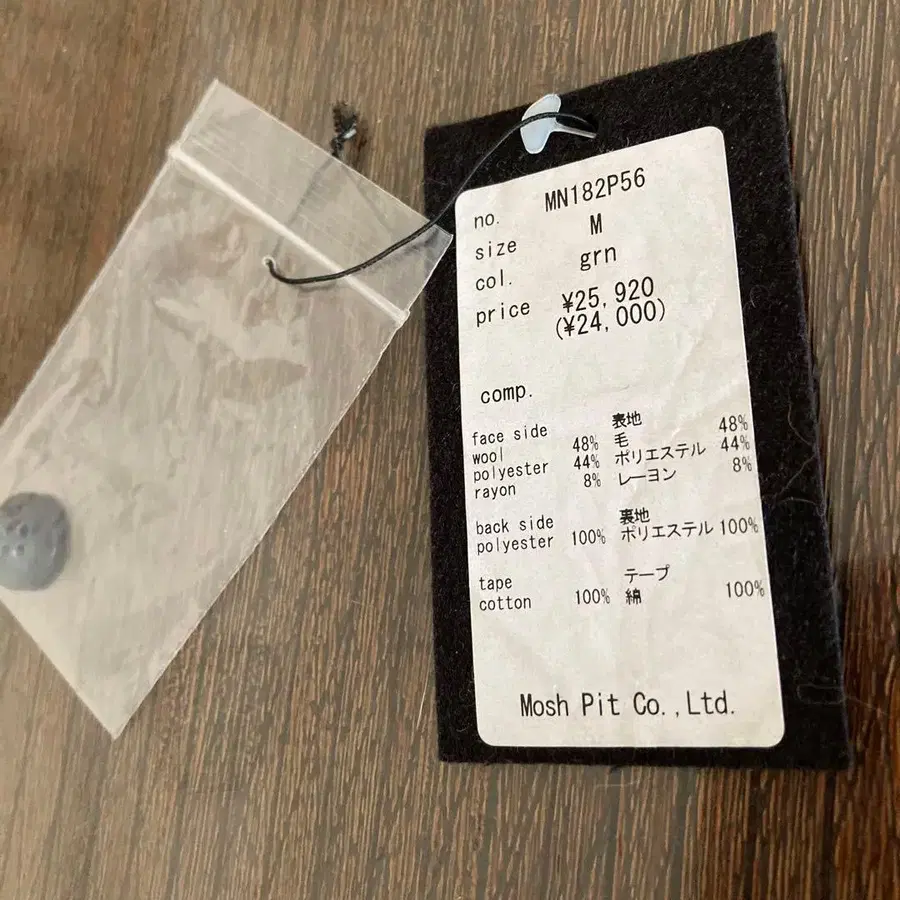 no. MN182P56
size M
col. grn
price ¥25,920
(¥24,000)
comp.
face side 表地
wool 48% 毛 48%
polyester 44% ポリエステル 44%
rayon 8% レーヨン 8%
back side 裏地
polyester 100% ポリエステル 100%
tape テープ
cotton 100% 綿 100%
Mosh Pit Co.,Ltd.